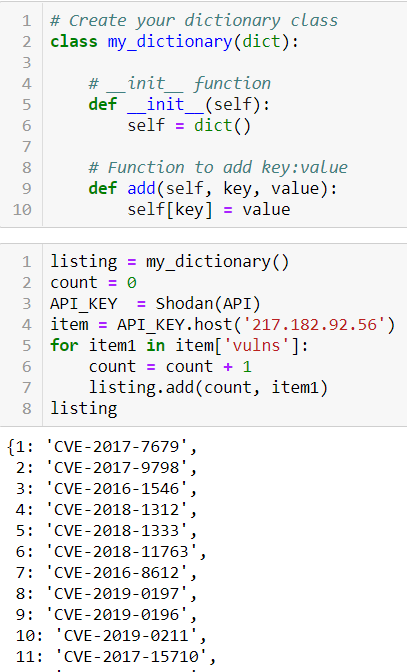 1 # Create your dictionary class
2 class my_dictionary(dict):
3
4     # __init__ function
5     def __init__(self):
6         self = dict()
7
8     # Function to add key:value
9     def add(self, key, value):
10         self[key] = value
1 listing = my_dictionary()
2 count = 0
3 API_KEY  = Shodan(API)
4 item = API_KEY.host('217.182.92.56')
5 for item1 in item['vulns']:
6     count = count + 1
7     listing.add(count, item1)
8 listing
{1: 'CVE-2017-7679',
2: 'CVE-2017-9798',
3: 'CVE-2016-1546',
4: 'CVE-2018-1312',
5: 'CVE-2018-1333',
6: 'CVE-2018-11763',
7: 'CVE-2016-8612',
8: 'CVE-2019-0197',
9: 'CVE-2019-0196',
10: 'CVE-2019-0211',
11: 'CVE-2017-15710',